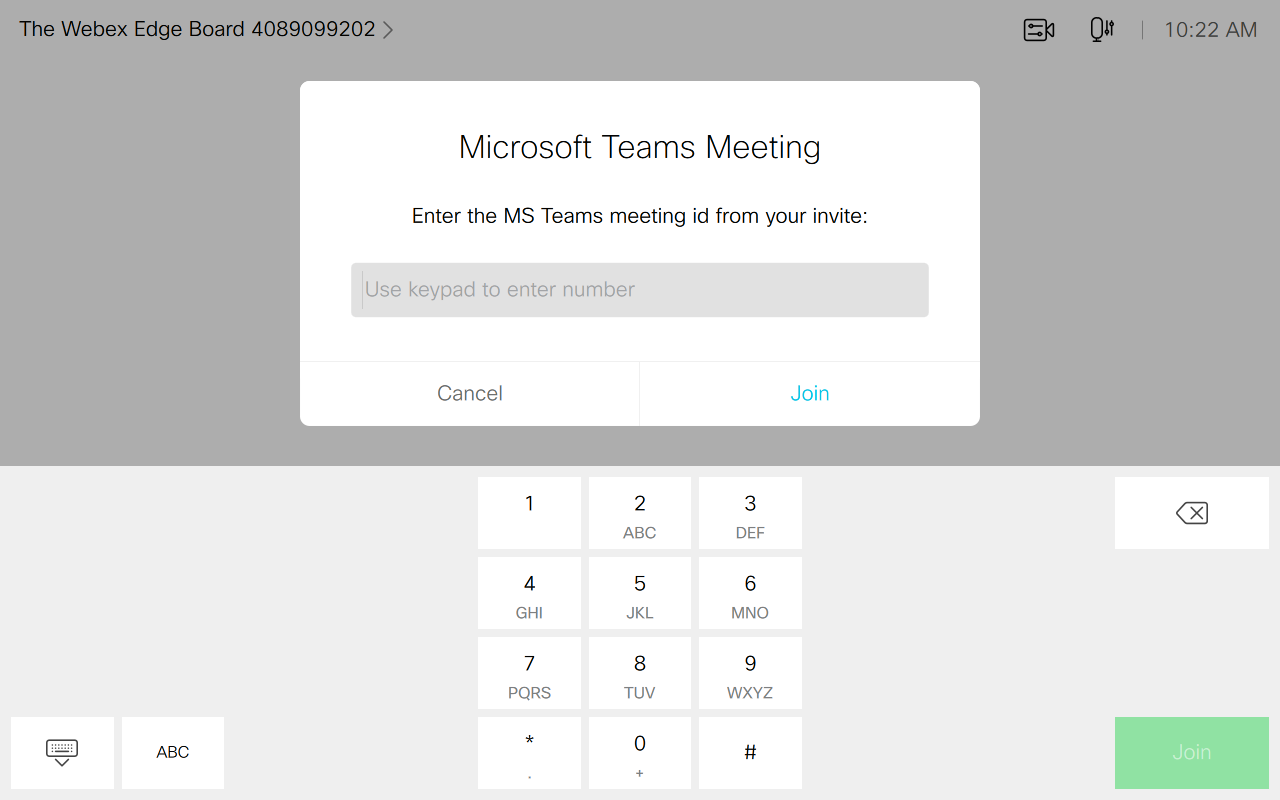 The Webex Edge Board 4089099202
10:22 AM
Microsoft Teams Meeting
Enter the MS Teams meeting id from your invite:
Use keypad to enter number
Cancel
Join
1
2
ABC
3
DEF
4
GHI
5
JKL
6
MNO
7
PQRS
8
TUV
9
WXYZ
ABC
*
.
0
+
#
Join